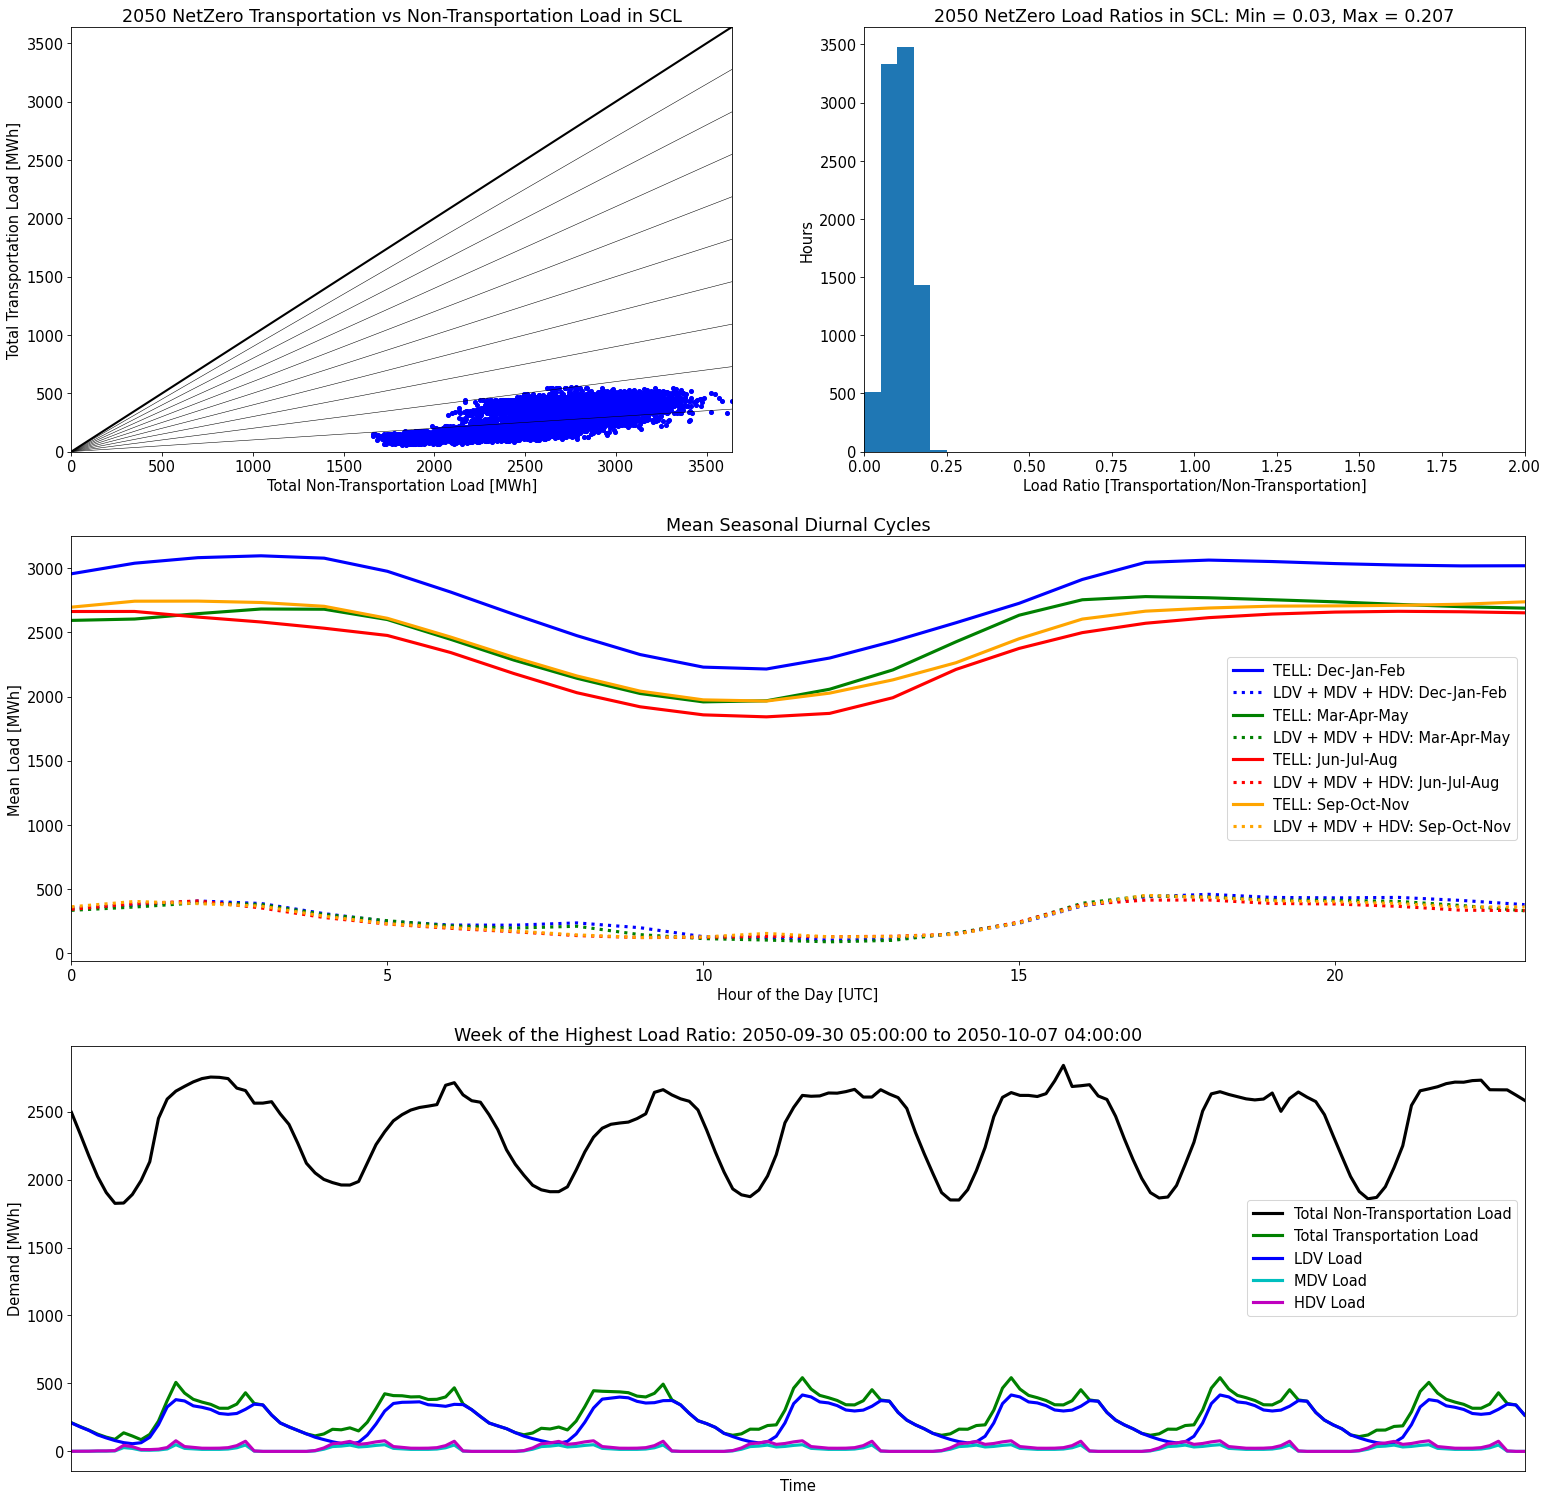 2050 NetZero Transportation vs Non-Transportation Load in SCL
Total Transportation Load [MWh]
3500
3000
2500
2000
1500
1000
500
0
0 500 1000 1500 2000 2500 3000 3500
Total Non-Transportation Load [MWh]
2050 NetZero Load Ratios in SCL: Min = 0.03, Max = 0.207
Hours
3500
3000
2500
2000
1500
1000
500
0
0.00 0.25 0.50 0.75 1.00 1.25 1.50 1.75 2.00
Load Ratio [Transportation/Non-Transportation]
Mean Seasonal Diurnal Cycles
Mean Load [MWh]
3000
2500
2000
1500
1000
500
0
TELL: Dec-Jan-Feb
LDV + MDV + HDV: Dec-Jan-Feb
TELL: Mar-Apr-May
LDV + MDV + HDV: Mar-Apr-May
TELL: Jun-Jul-Aug
LDV + MDV + HDV: Jun-Jul-Aug
TELL: Sep-Oct-Nov
LDV + MDV + HDV: Sep-Oct-Nov
0 5 10 15 20
Hour of the Day [UTC]
Week of the Highest Load Ratio: 2050-09-30 05:00:00 to 2050-10-07 04:00:00
Demand [MWh]
2500
2000
1500
1000
500
0
Total Non-Transportation Load
Total Transportation Load
LDV Load
MDV Load
HDV Load
Time